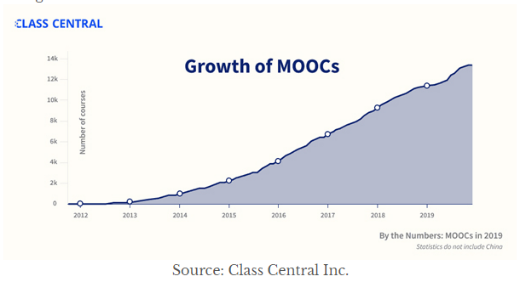 CLASS CENTRAL
Growth of MOOCs
Number of courses
14k
12k
10k
8k
6k
4k
2k
0
2012 2013 2014 2015 2016 2017 2018 2019
By the Numbers: MOOCs in 2019
Statistics do not include China
Source: Class Central Inc.